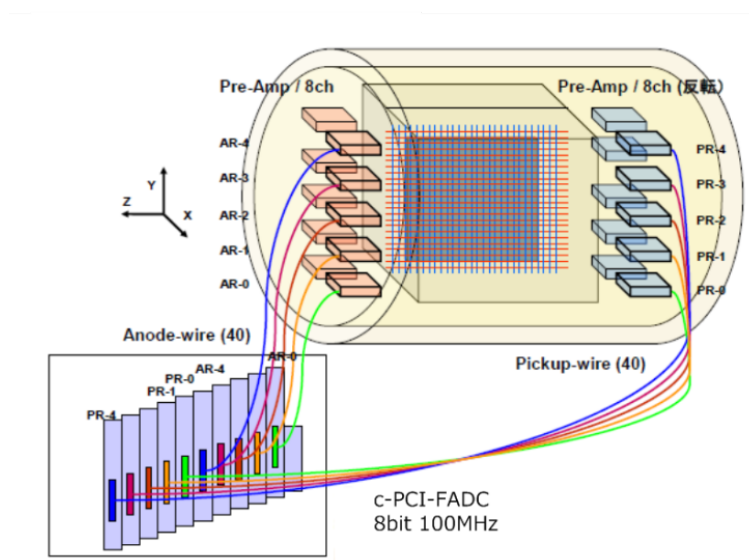 Pre-Amp / 8ch
Pre-Amp / 8ch (反転)
AR-4
AR-3
AR-2
AR-1
AR-0
PR-4
PR-3
PR-2
PR-1
PR-0
Y
Z
X
Anode-wire (40)
Pickup-wire (40)
AR-0
AR-4
PR-0
PR-1
PR-4
c-PCI-FADC
8bit 100MHz